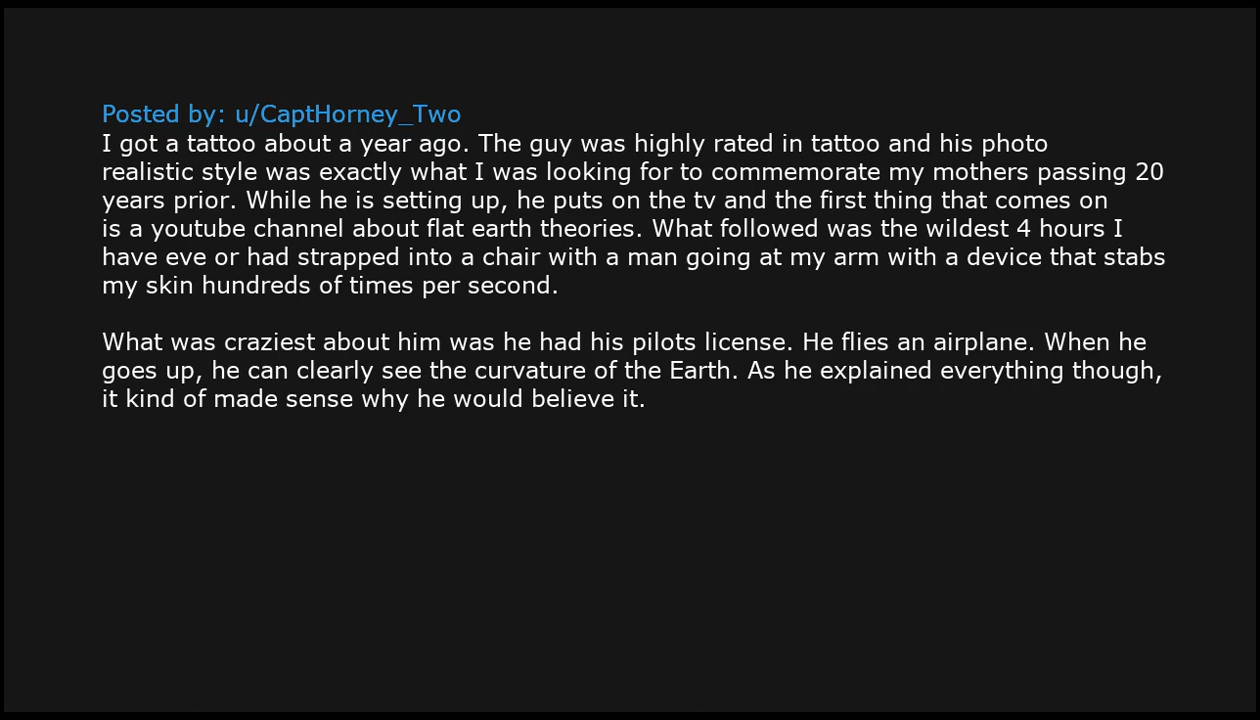 Posted by: u/CaptHorney_Two
I got a tattoo about a year ago. The guy was highly rated in tattoo and his photo
realistic style was exactly what I was looking for to commemorate my mothers passing 20
years prior. While he is setting up, he puts on the tv and the first thing that comes on
is a youtube channel about flat earth theories. What followed was the wildest 4 hours I
have eve or had strapped into a chair with a man going at my arm with a device that stabs
my skin hundreds of times per second.
What was craziest about him was he had his pilots license. He flies an airplane. When he
goes up, he can clearly see the curvature of the Earth. As he explained everything though,
it kind of made sense why he would believe it.